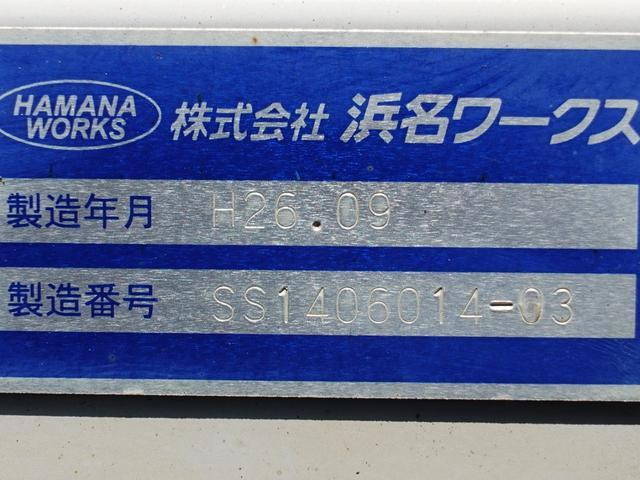 HAMANA
WORKS
株式会社 浜名ワークス
製造年月 H26.09
製造番号 SS1406014-03